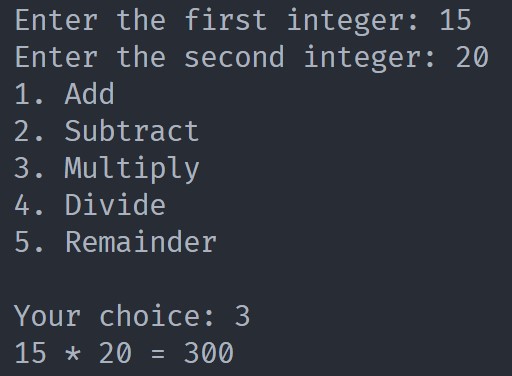 Enter the first integer: 15
Enter the second integer: 20
1. Add
2. Subtract
3. Multiply
4. Divide
5. Remainder
Your choice: 3
15 * 20 = 300